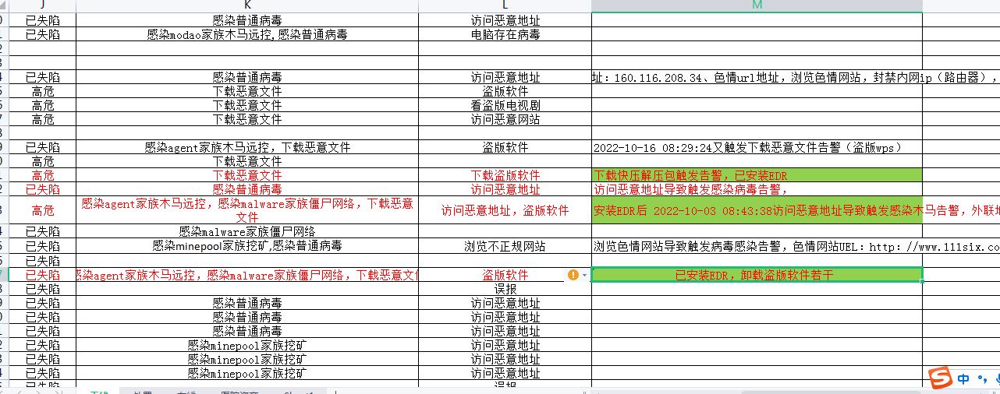 J K L M
已失陷 感染普通病毒 访问恶意地址
已失陷 感染modao家族木马远控,感染普通病毒 电脑存在病毒
已失陷 感染普通病毒 访问恶意地址 址：160.116.208.34、色情url地址，浏览色情网站，封禁内网ip（路由器），
高危 下载恶意文件 盗版软件
高危 下载恶意文件 看盗版电视剧
高危 下载恶意文件 访问恶意网站
已失陷 感染agent家族木马远控，下载恶意文件 盗版软件 2022-10-16 08:29:24又触发下载恶意文件告警（盗版wps）
高危 下载恶意文件
高危 下载恶意文件 下载盗版软件 下载快压解压包触发告警，已安装EDR
已失陷 感染普通病毒 访问恶意地址 访问恶意地址导致触发感染病毒告警，
高危 感染agent家族木马远控，感染malware家族僵尸网络，下载恶意
文件 访问恶意地址，盗版软件 安装EDR后 2022-10-03 08:43:38访问恶意地址导致触发感染木马告警，外联地
已失陷 感染malware家族僵尸网络
已失陷 感染minepool家族挖矿,感染普通病毒 浏览不正规网站 浏览色情网站导致触发病毒感染告警，色情网站UEL：http：//www.111six.co
已失陷
已失陷 感染agent家族木马远控，感染malware家族僵尸网络，下载恶意文件 盗版软件 已安装EDR，卸载盗版软件若干
已失陷 误报
已失陷 感染普通病毒 访问恶意地址
已失陷 感染普通病毒 访问恶意地址
已失陷 感染普通病毒 访问恶意地址
已失陷 感染minepool家族挖矿 访问恶意地址
已失陷 感染minepool家族挖矿 访问恶意地址
已失陷 感染minepool家族挖矿 访问恶意地址
已失陷 误报
中